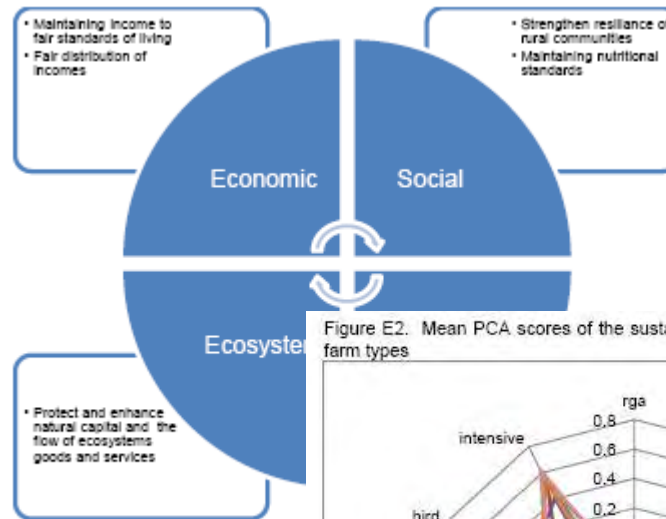 • Maintaining income to
fair standards of living
• Fair distribution of
incomes
• Strengthen resiliance
rural communities
• Maintaining nutritional
standards
Economic
Social
• Protect and enhance
natural capital and the
flow of ecosystems
goods and services
Figure E2. Mean PCA scores of the
farm types
rga
0.8
0.6
0.4
0.2
intensive
bird